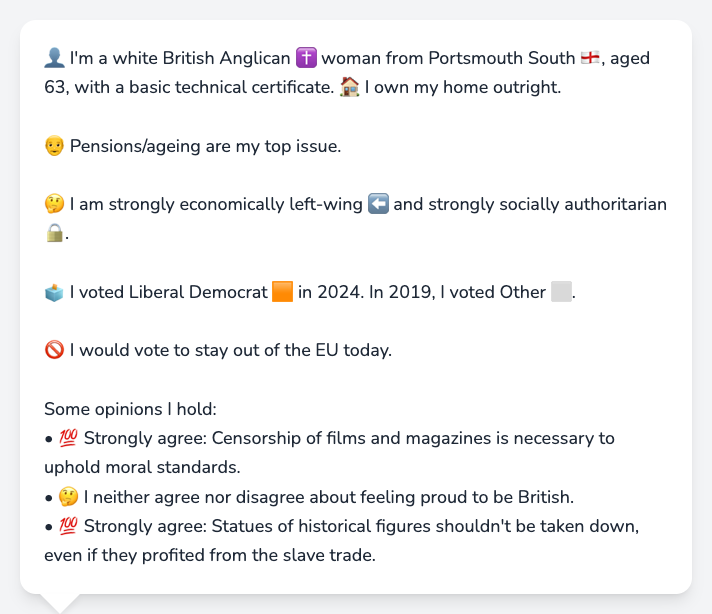 👤 I'm a white British Anglican ✝️ woman from Portsmouth South 🏴󠁧󠁢󠁥󠁮󠁧󠁿, aged
63, with a basic technical certificate. 🏠 I own my home outright.
👴 Pensions/ageing are my top issue.
🤔 I am strongly economically left-wing ⬅️ and strongly socially authoritarian
🔒.
🗳️ I voted Liberal Democrat 🟧 in 2024. In 2019, I voted Other ⬜.
🚫 I would vote to stay out of the EU today.
Some opinions I hold:
• 💯 Strongly agree: Censorship of films and magazines is necessary to
uphold moral standards.
• 🤔 I neither agree nor disagree about feeling proud to be British.
• 💯 Strongly agree: Statues of historical figures shouldn't be taken down,
even if they profited from the slave trade.